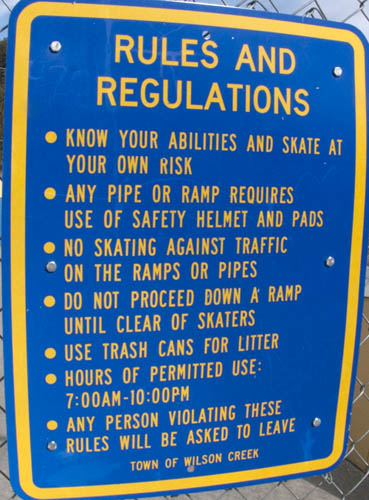 RULES AND
REGULATIONS
• KNOW YOUR ABILITIES AND SKATE AT
YOUR OWN RISK
• ANY PIPE OR RAMP REQUIRES
USE OF SAFETY HELMET AND PADS
• NO SKATING AGAINST TRAFFIC
ON THE RAMPS OR PIPES
• DO NOT PROCEED DOWN A RAMP
UNTIL CLEAR OF SKATERS
• USE TRASH CANS FOR LITTER
• HOURS OF PERMITTED USE:
7:00AM-10:00PM
• ANY PERSON VIOLATING THESE
RULES WILL BE ASKED TO LEAVE
TOWN OF WILSON CREEK